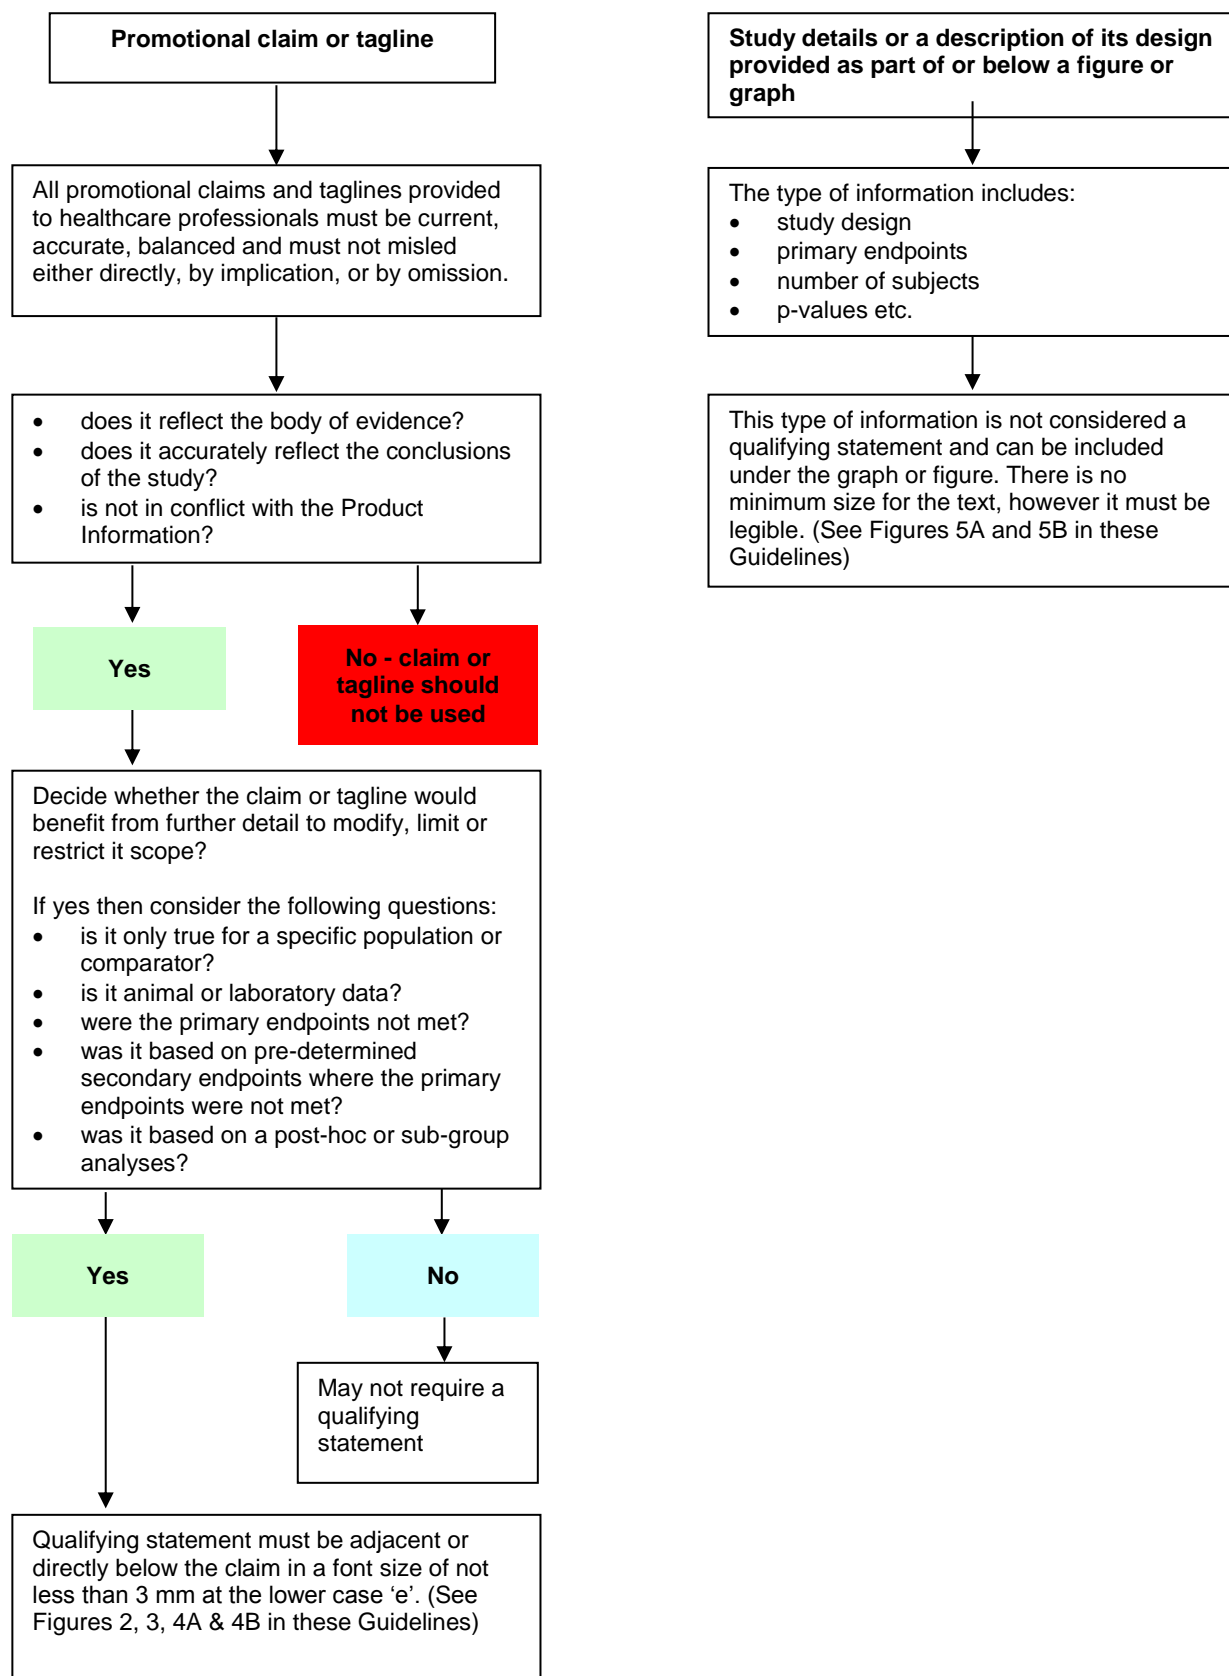 Promotional claim or tagline
All promotional claims and taglines provided
to healthcare professionals must be current,
accurate, balanced and must not misled
either directly, by implication, or by omission.
• does it reflect the body of evidence?
• does it accurately reflect the conclusions
of the study?
• is not in conflict with the Product
Information?
Yes
No - claim or
tagline should
not be used
Decide whether the claim or tagline would
benefit from further detail to modify, limit or
restrict it scope?
If yes then consider the following questions:
• is it only true for a specific population or
comparator?
• is it animal or laboratory data?
• were the primary endpoints not met?
• was it based on pre-determined
secondary endpoints where the primary
endpoints were not met?
• was it based on a post-hoc or sub-group
analyses?
Yes
No
May not require a
qualifying
statement
Qualifying statement must be adjacent or
directly below the claim in a font size of not
less than 3 mm at the lower case ‘e’. (See
Figures 2, 3, 4A & 4B in these Guidelines)
Study details or a description of its design
provided as part of or below a figure or
graph
The type of information includes:
• study design
• primary endpoints
• number of subjects
• p-values etc.
This type of information is not considered a
qualifying statement and can be included
under the graph or figure. There is no
minimum size for the text, however it must be
legible. (See Figures 5A and 5B in these
Guidelines)